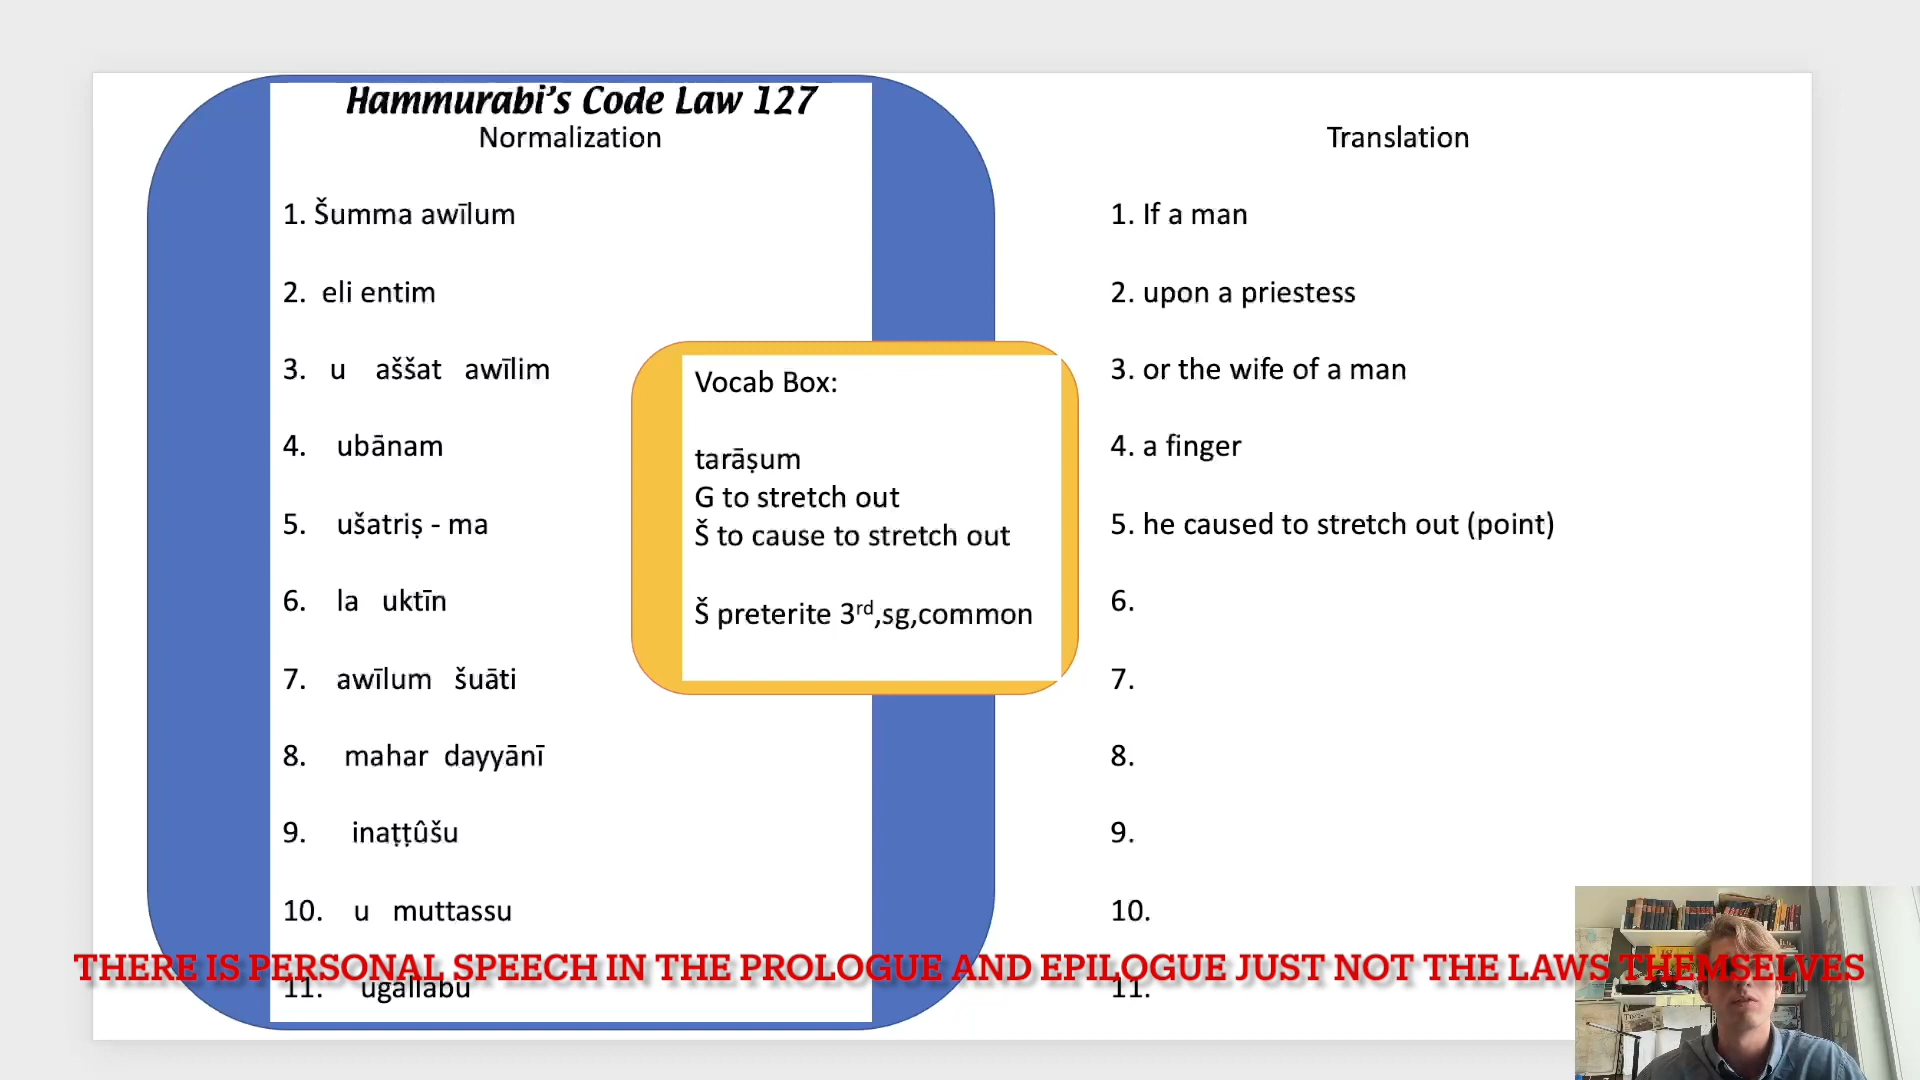 Hammurabi's Code Law 127
Normalization
1. Šumma awīlum
2. eli entim
3. u aššat awīlim
4. ubānam
5. ušatriṣ - ma
6. la uktīn
7. awīlum šuāti
8. mahar dayyānī
9. inaṭṭûšu
10. u muttassu
11. ugallabū
Vocab Box:
tarāṣum
G to stretch out
Š to cause to stretch out
Š preterite 3rd,sg,common
Translation
1. If a man
2. upon a priestess
3. or the wife of a man
4. a finger
5. he caused to stretch out (point)
6.
7.
8.
9.
10.
11.
THERE IS PERSONAL SPEECH IN THE PROLOGUE AND EPILOGUE JUST NOT THE LAWS THEMSELVES